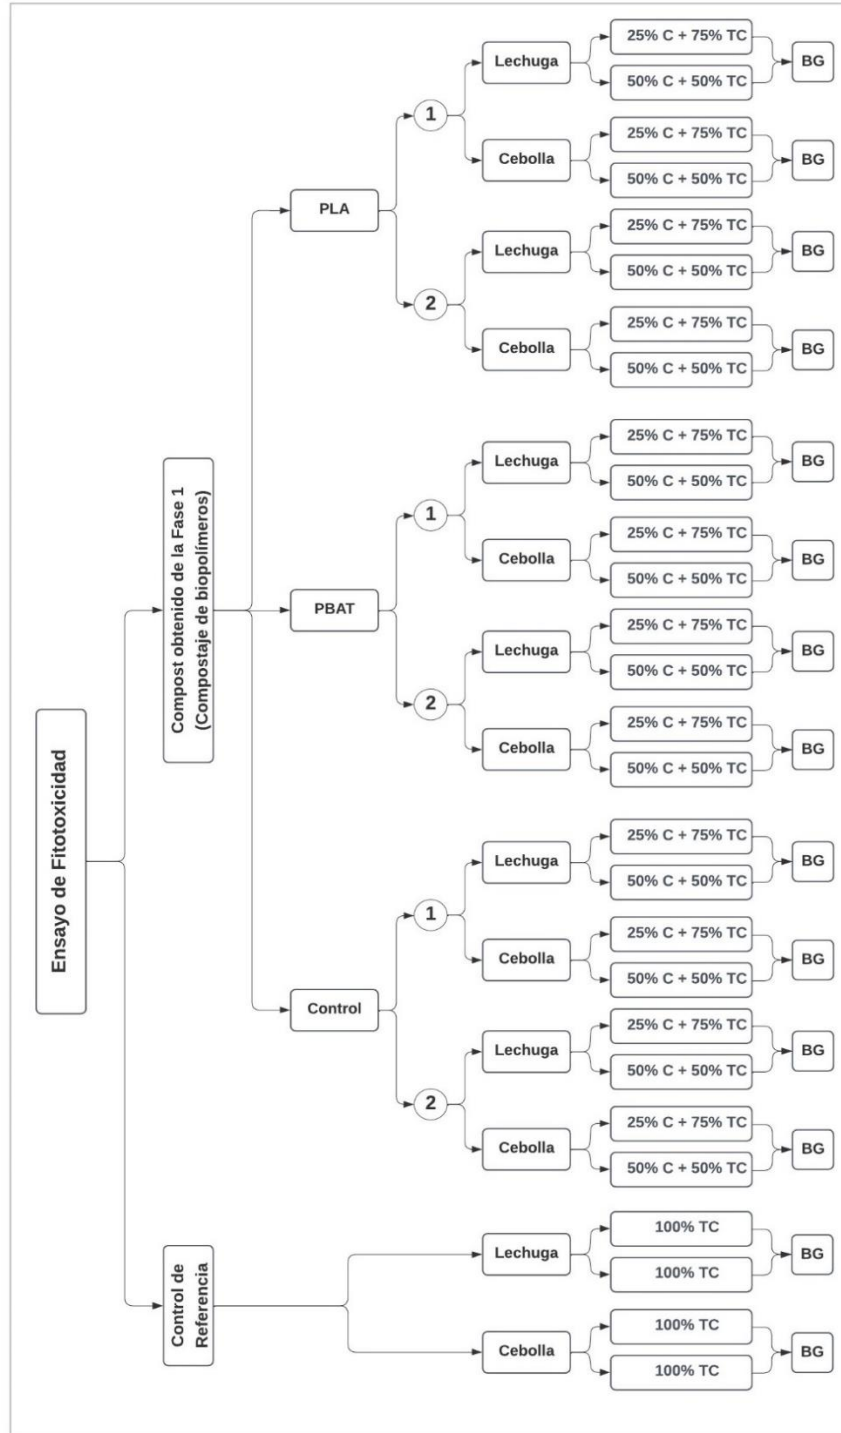 Ensayo de Fitotoxicidad
Compost obtenido de la Fase 1
(Compostaje de biopolímeros)
PLA
1
Lechuga
25% C + 75% TC
50% C + 50% TC
BG
Cebolla
25% C + 75% TC
50% C + 50% TC
BG
2
Lechuga
25% C + 75% TC
50% C + 50% TC
BG
Cebolla
25% C + 75% TC
50% C + 50% TC
BG
PBAT
1
Lechuga
25% C + 75% TC
50% C + 50% TC
BG
Cebolla
25% C + 75% TC
50% C + 50% TC
BG
2
Lechuga
25% C + 75% TC
50% C + 50% TC
BG
Cebolla
25% C + 75% TC
50% C + 50% TC
BG
Control
1
Lechuga
25% C + 75% TC
50% C + 50% TC
BG
Cebolla
25% C + 75% TC
50% C + 50% TC
BG
2
Lechuga
25% C + 75% TC
50% C + 50% TC
BG
Cebolla
25% C + 75% TC
50% C + 50% TC
BG
Control de
Referencia
Lechuga
100% TC
100% TC
BG
Cebolla
100% TC
100% TC
BG